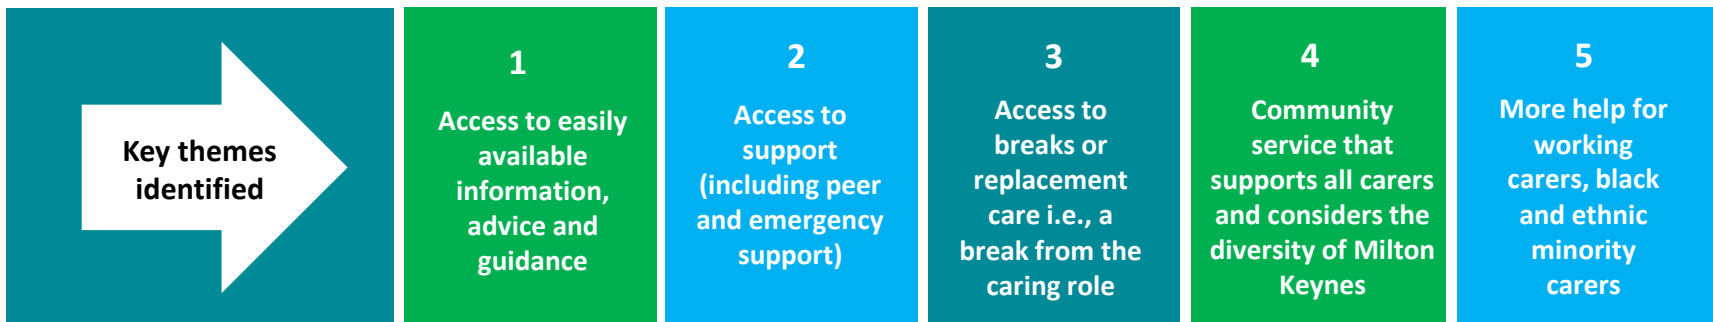 Key themes
identified
1
Access to easily
available
information,
advice and
guidance
2
Access to
support
(including peer
and emergency
support)
3
Access to
breaks or
replacement
care i.e., a
break from the
caring role
4
Community
service that
supports all carers
and considers the
diversity of Milton
Keynes
5
More help for
working
carers, black
and ethnic
minority
carers